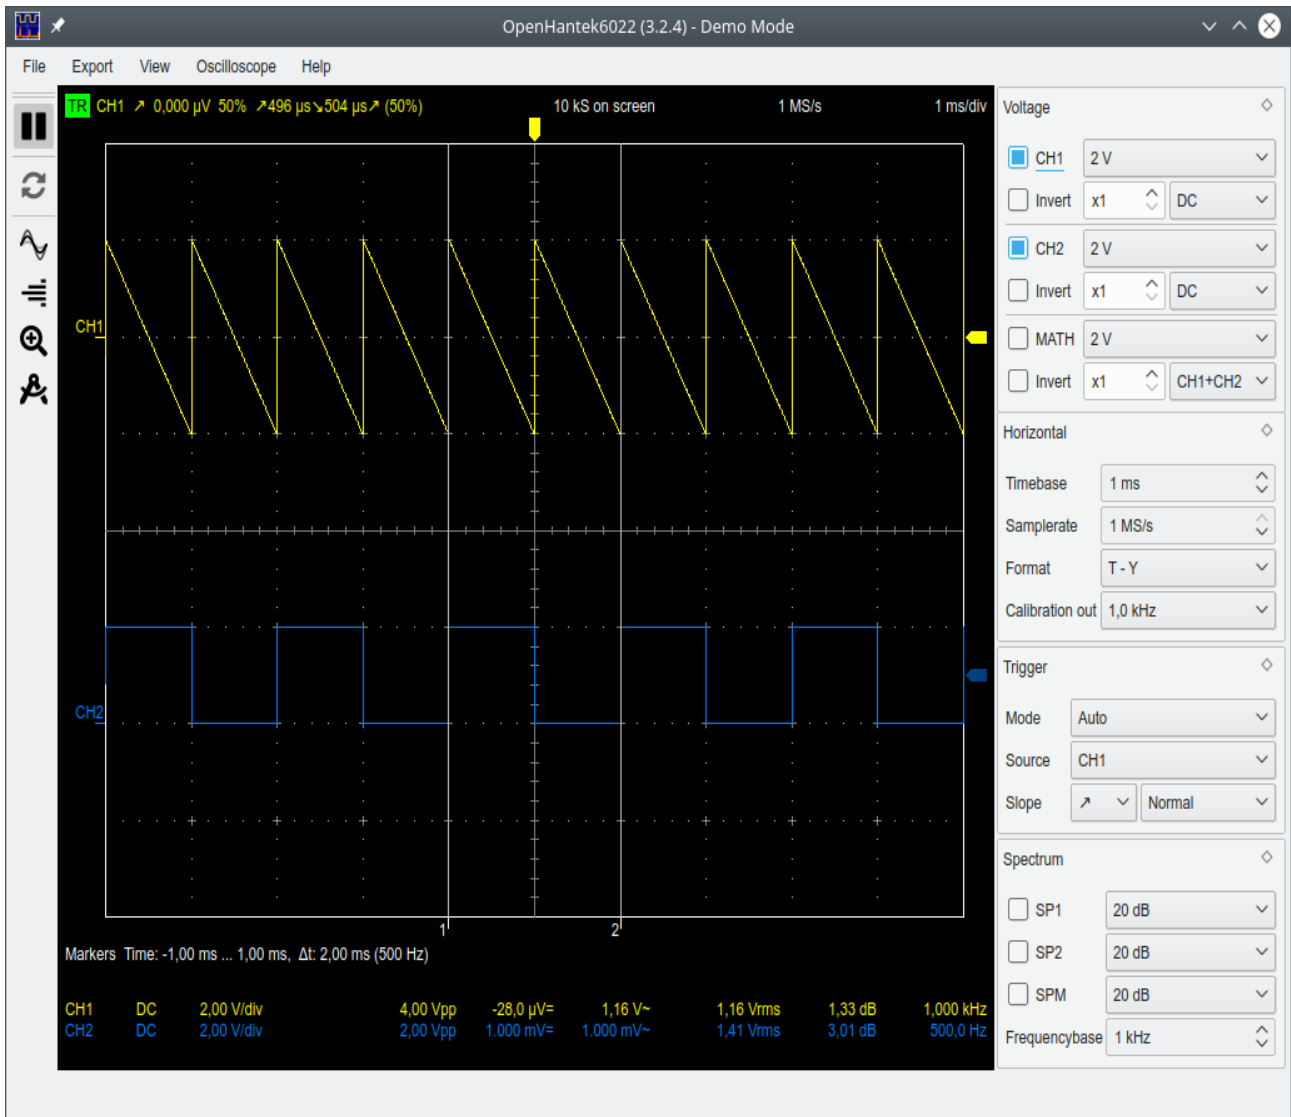 OpenHantek6022 (3.2.4) - Demo Mode
File Export View Oscilloscope Help
TR CH1 ↗ 0,000 µV 50% ↗496 µs↘504 µs↗ (50%) 10 kS on screen 1 MS/s 1 ms/div
CH1
CH2
1 2
Markers Time: -1,00 ms ... 1,00 ms, Δt: 2,00 ms (500 Hz)
CH1 DC 2,00 V/div 4,00 Vpp -28,0 µV= 1,16 V~ 1,16 Vrms 1,33 dB 1,000 kHz
CH2 DC 2,00 V/div 2,00 Vpp 1.000 mV= 1.000 mV~ 1,41 Vrms 3,01 dB 500,0 Hz
Voltage
CH1 2 V
Invert x1 DC
CH2 2 V
Invert x1 DC
MATH 2 V
Invert x1 CH1+CH2
Horizontal
Timebase 1 ms
Samplerate 1 MS/s
Format T - Y
Calibration out 1,0 kHz
Trigger
Mode Auto
Source CH1
Slope ↗ Normal
Spectrum
SP1 20 dB
SP2 20 dB
SPM 20 dB
Frequencybase 1 kHz